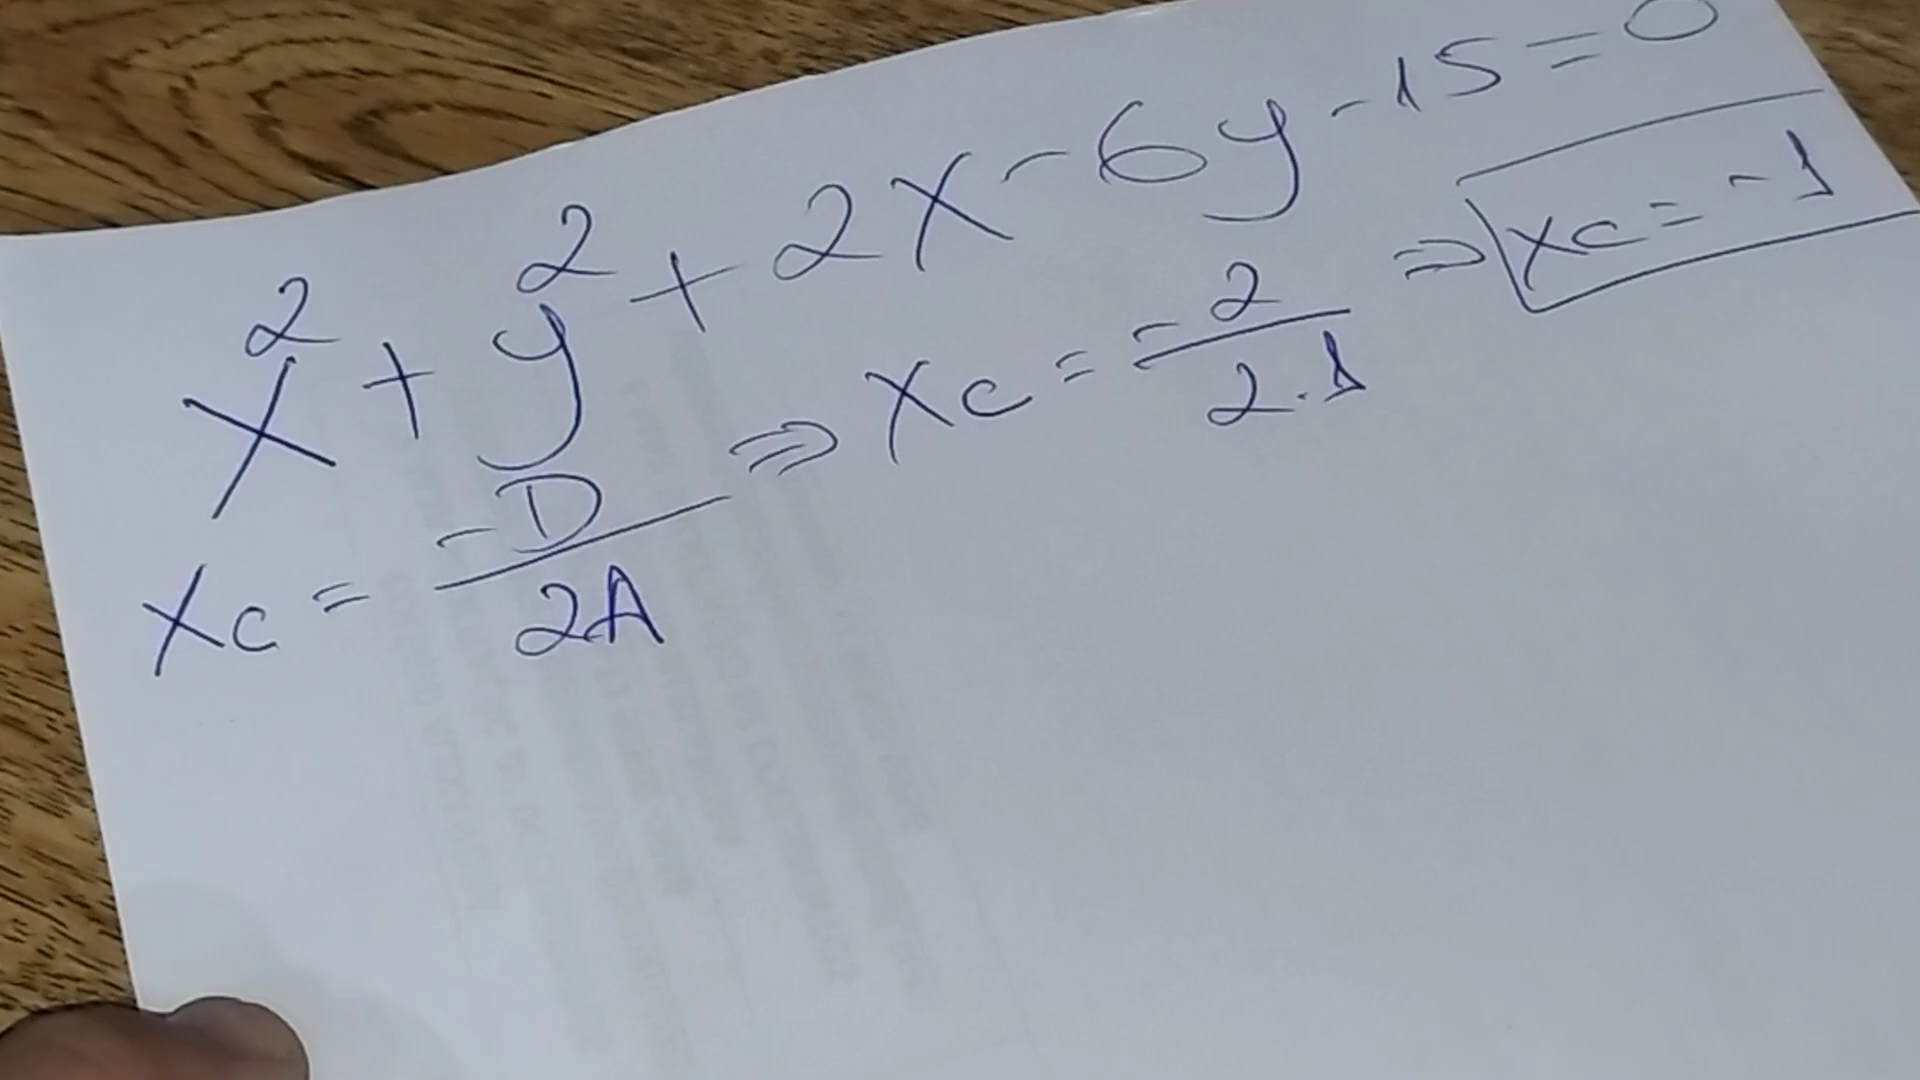 x² + y² + 2x - 6y - 15 = 0
xc = -D/2A ⇒ xc = -2/2.1 ⇒ xc = -1